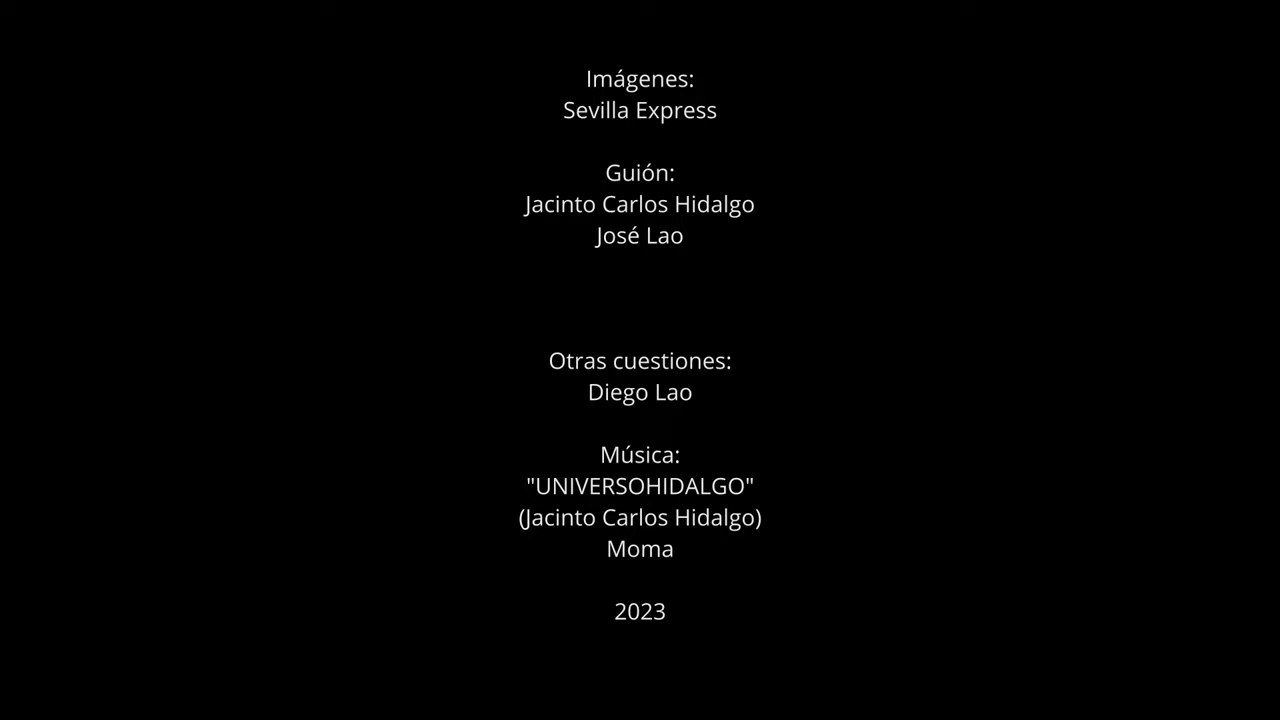 Imágenes:
Sevilla Express
Guión:
Jacinto Carlos Hidalgo
José Lao
Otras cuestiones:
Diego Lao
Música:
"UNIVERSOHIDALGO"
(Jacinto Carlos Hidalgo)
Moma
2023